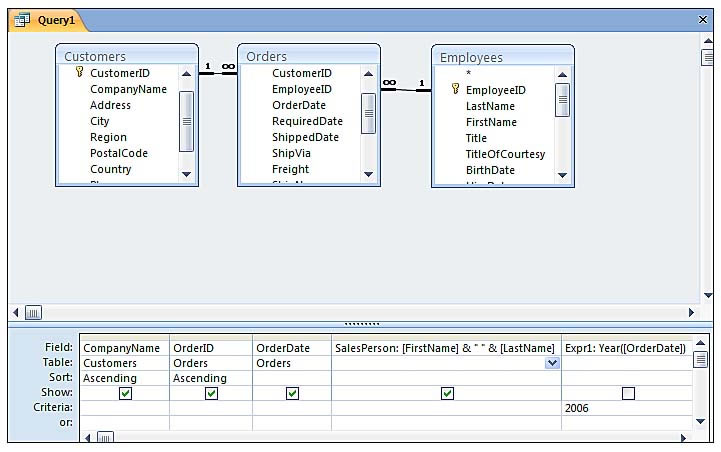 Query1
Customers
CustomerID
CompanyName
Address
City
Region
PostalCode
Country
1 ∞
Orders
CustomerID
EmployeeID
OrderDate
RequiredDate
ShippedDate
ShipVia
Freight
∞ 1
Employees
*
EmployeeID
LastName
FirstName
Title
TitleOfCourtesy
BirthDate
Field: CompanyName OrderID OrderDate SalesPerson: [FirstName] & " " & [LastName] Expr1: Year([OrderDate])
Table: Customers Orders Orders
Sort: Ascending Ascending
Show:
Criteria: 2006
or: